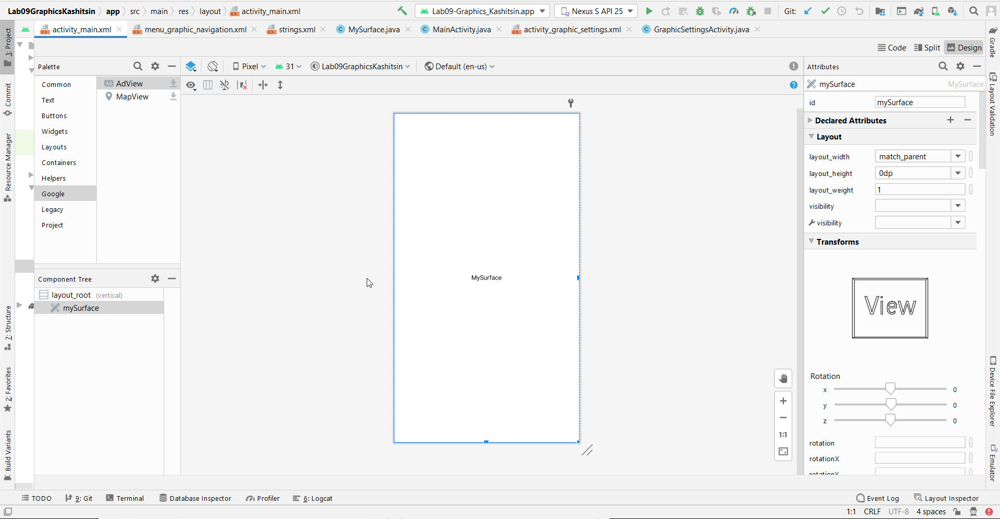 Lab09GraphicsKashitsin app src main res layout activity_main.xml Lab09-Graphics_Kashitsin.app Nexus S API 25 Git:
activity_main.xml menu_graphic_navigation.xml strings.xml MySurface.java MainActivity.java activity_graphic_settings.xml GraphicSettingsActivity.java
Code Split Design
Palette
Pixel 31 Lab09GraphicsKashitsin Default (en-us)
Attributes
Common
Text
Buttons
Widgets
Layouts
Containers
Helpers
Google
Legacy
Project
Ad AdView
MapView
Component Tree
layout_root (vertical)
mySurface
MySurface
1:1
mySurface MySurface
id mySurface
Declared Attributes
Layout
layout_width match_parent
layout_height 0dp
layout_weight 1
visibility
visibility
Transforms
View
Rotation
x 0
y 0
z 0
rotation
rotationX
rotationY
1: Project
Commit
Resource Manager
7: Structure
2: Favorites
Build Variants
Gradle
Layout Validation
Device File Explorer
Emulator
TODO 9: Git Terminal Database Inspector Profiler 6: Logcat Event Log Layout Inspector
1:1 CRLF UTF-8 4 spaces